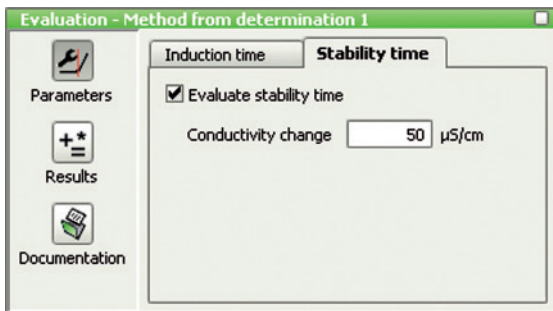 Evaluation - Method from determination 1
Induction time
Stability time
Parameters
Evaluate stability time
Conductivity change 50 µS/cm
Results
Documentation